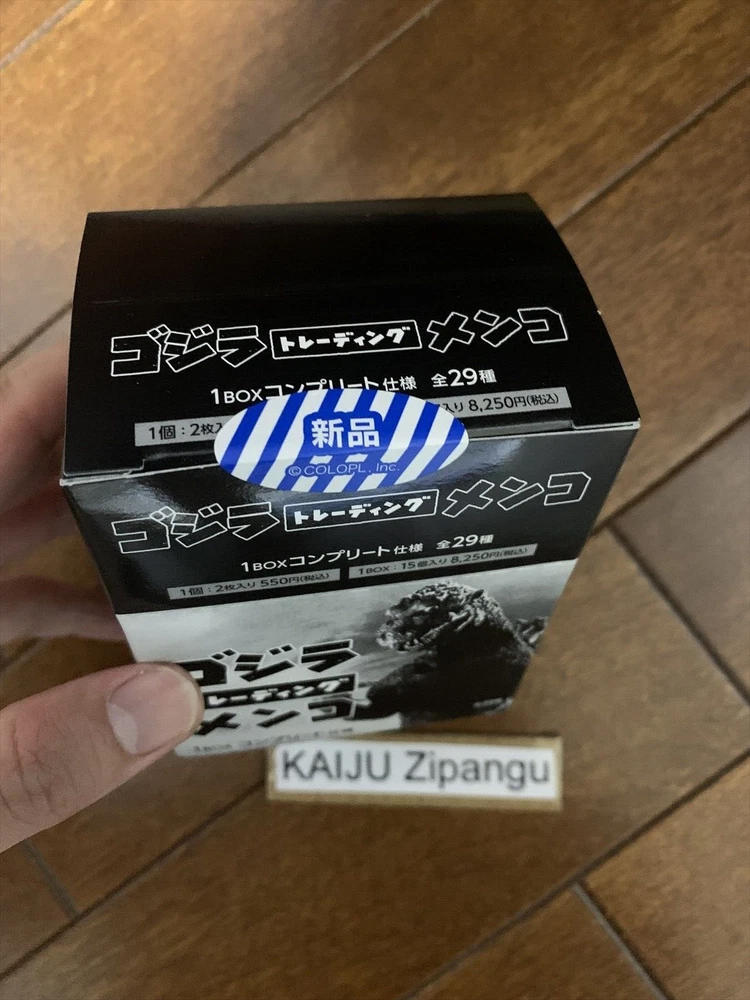 ゴジラ トレーディング メンコ
1BOXコンプリート仕様 全29種
1個：2枚入 入り 8,250円(税込)
新品
©COLOPL, Inc.
ゴジラ トレーディング メンコ
1BOXコンプリート仕様 全29種
1個：2枚入り 550円(税込) 1BOX：15個入り 8,250円(税込)
ゴジラ
トレーディング
メンコ
KAIJU Zipangu